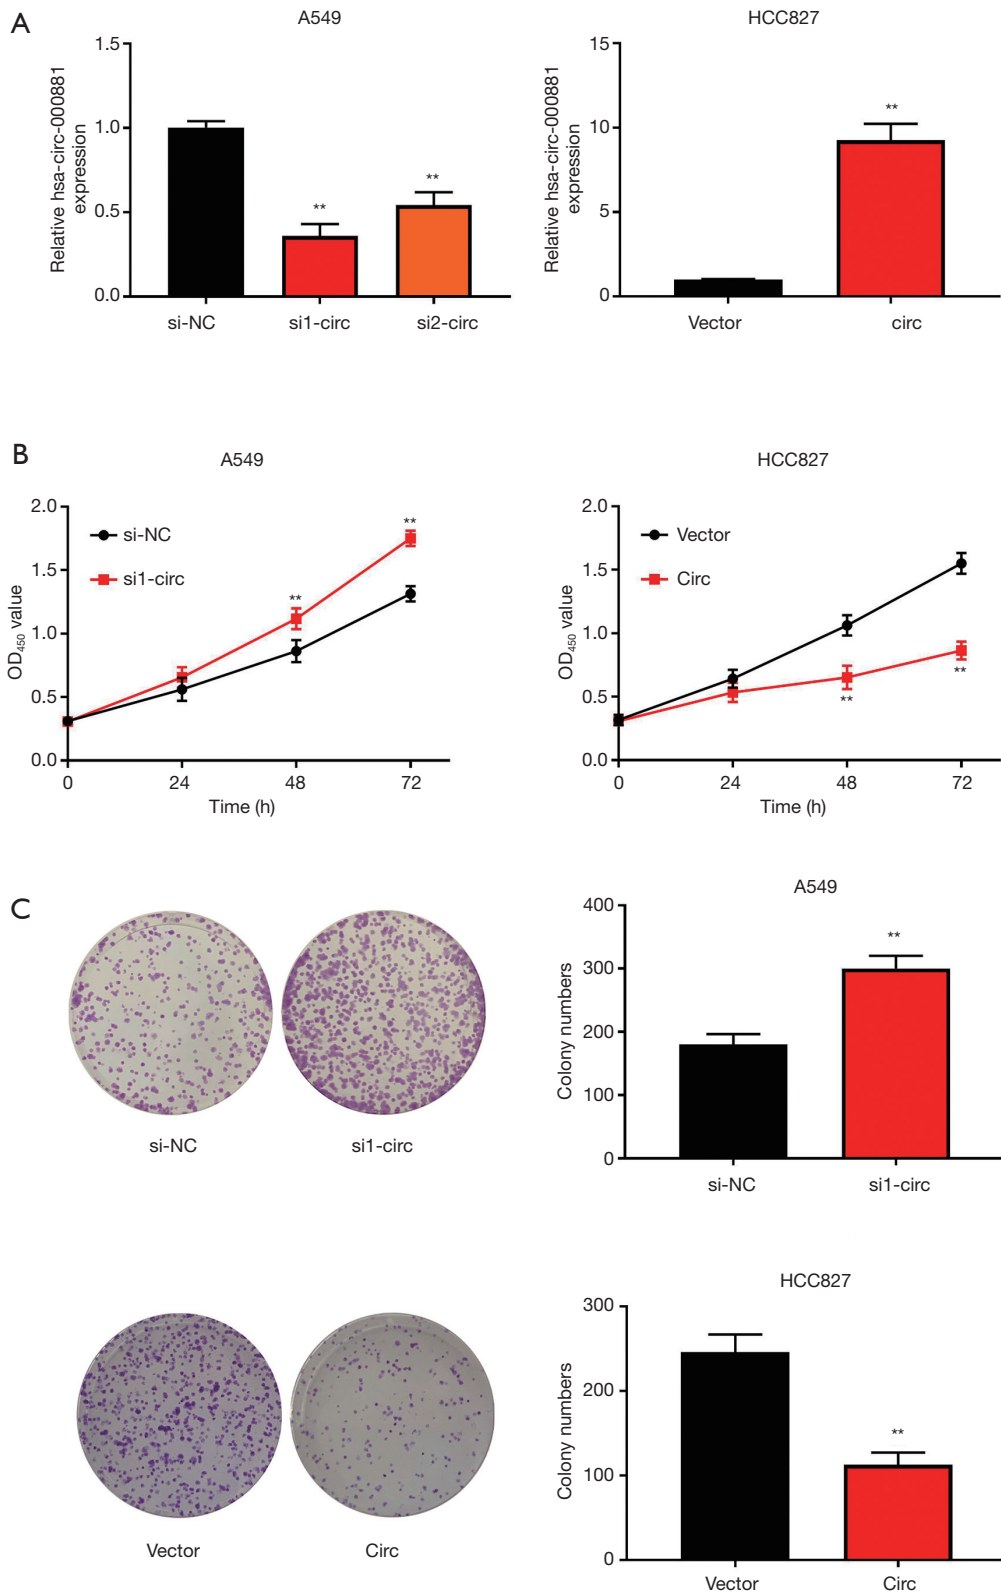 A
A549
Relative hsa-circ-000881
expression
1.5
1.0
0.5
0.0
**
**
si-NC
si1-circ
si2-circ
HCC827
Relative hsa-circ-000881
expression
15
10
5
0
**
Vector
circ
B
A549
OD450 value
2.0
1.5
1.0
0.5
0.0
si-NC
si1-circ
**
**
0
24
48
72
Time (h)
HCC827
OD450 value
2.0
1.5
1.0
0.5
0.0
Vector
Circ
**
**
0
24
48
72
Time (h)
C
si-NC
si1-circ
A549
Colony numbers
400
300
200
100
0
**
si-NC
si1-circ
Vector
Circ
HCC827
Colony numbers
300
200
100
0
**
Vector
Circ